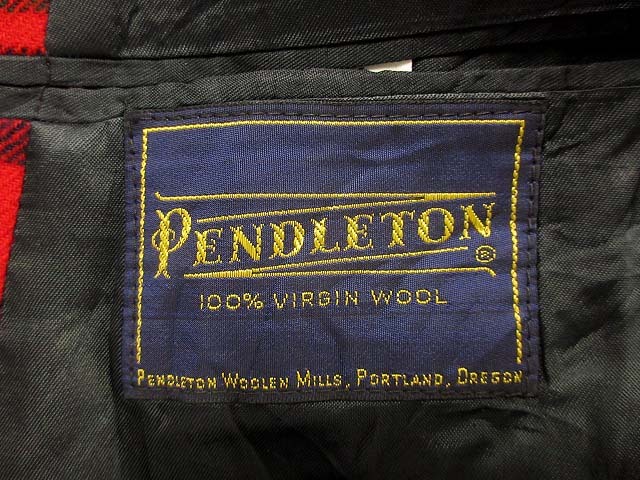 PENDLETON ®
100% VIRGIN WOOL
PENDLETON WOOLEN MILLS, PORTLAND, OREGON